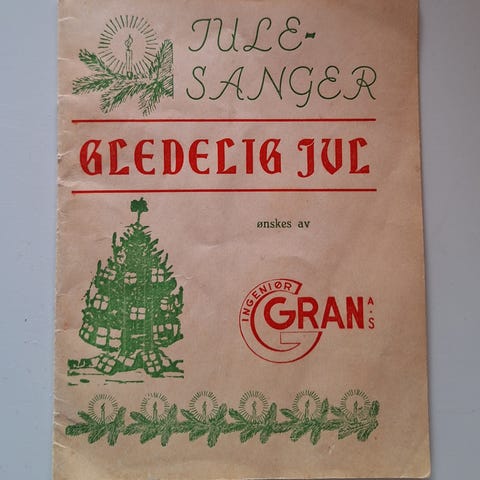 JULE-
SANGER
GLEDELIG JUL
ønskes av
INGENIØR
GRAN A.S